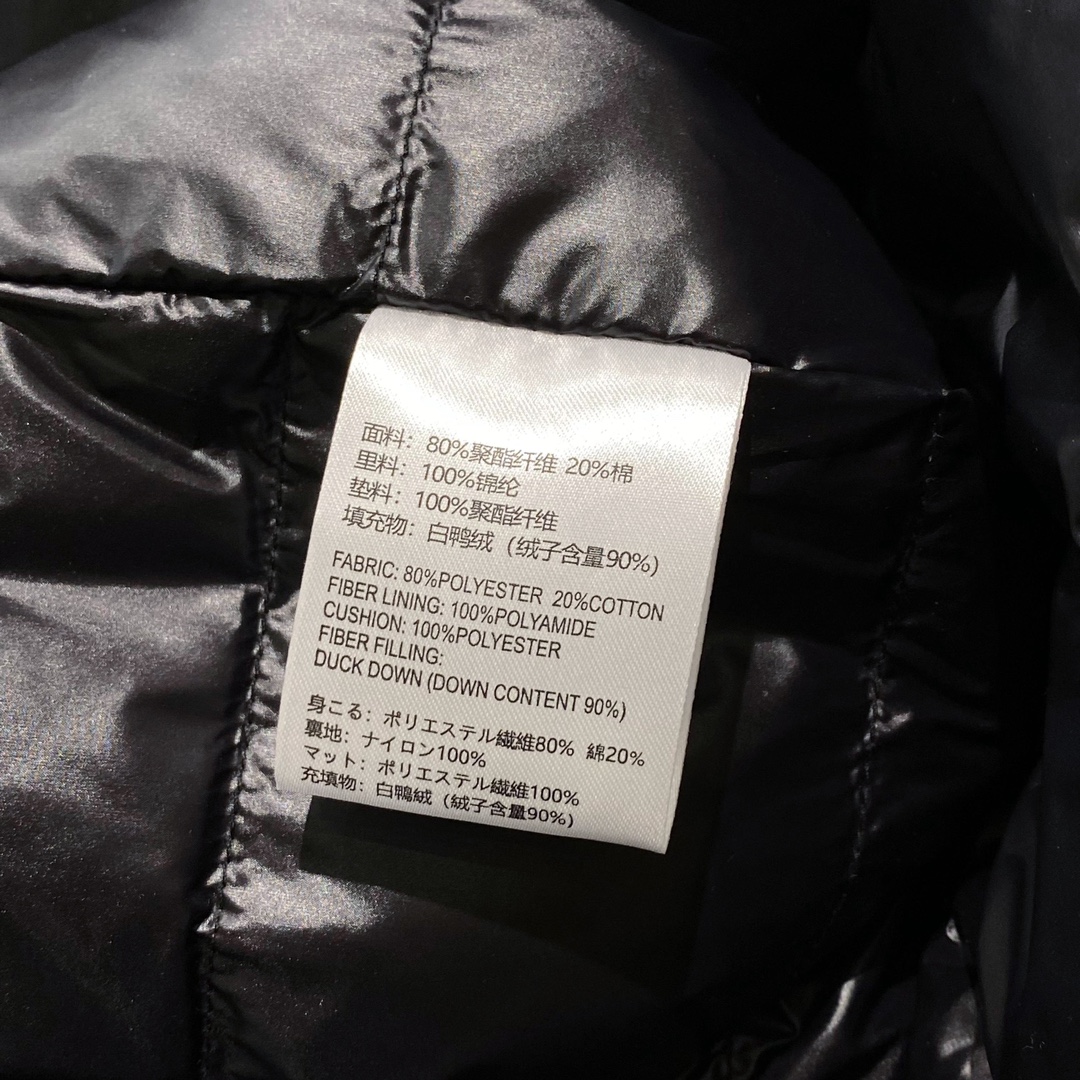 面料：80%聚酯纤维 20%棉
里料：100%锦纶
垫料：100%聚酯纤维
填充物：白鸭绒（绒子含量90%）
FABRIC: 80%POLYESTER 20%COTTON
FIBER LINING: 100%POLYAMIDE
CUSHION: 100%POLYESTER
FIBER FILLING:
DUCK DOWN (DOWN CONTENT 90%)
身こる：ポリエステル繊維80% 綿20%
裏地：ナイロン100%
マット：ポリエステル繊維100%
充填物：白鴨絨（絨子含量90%）